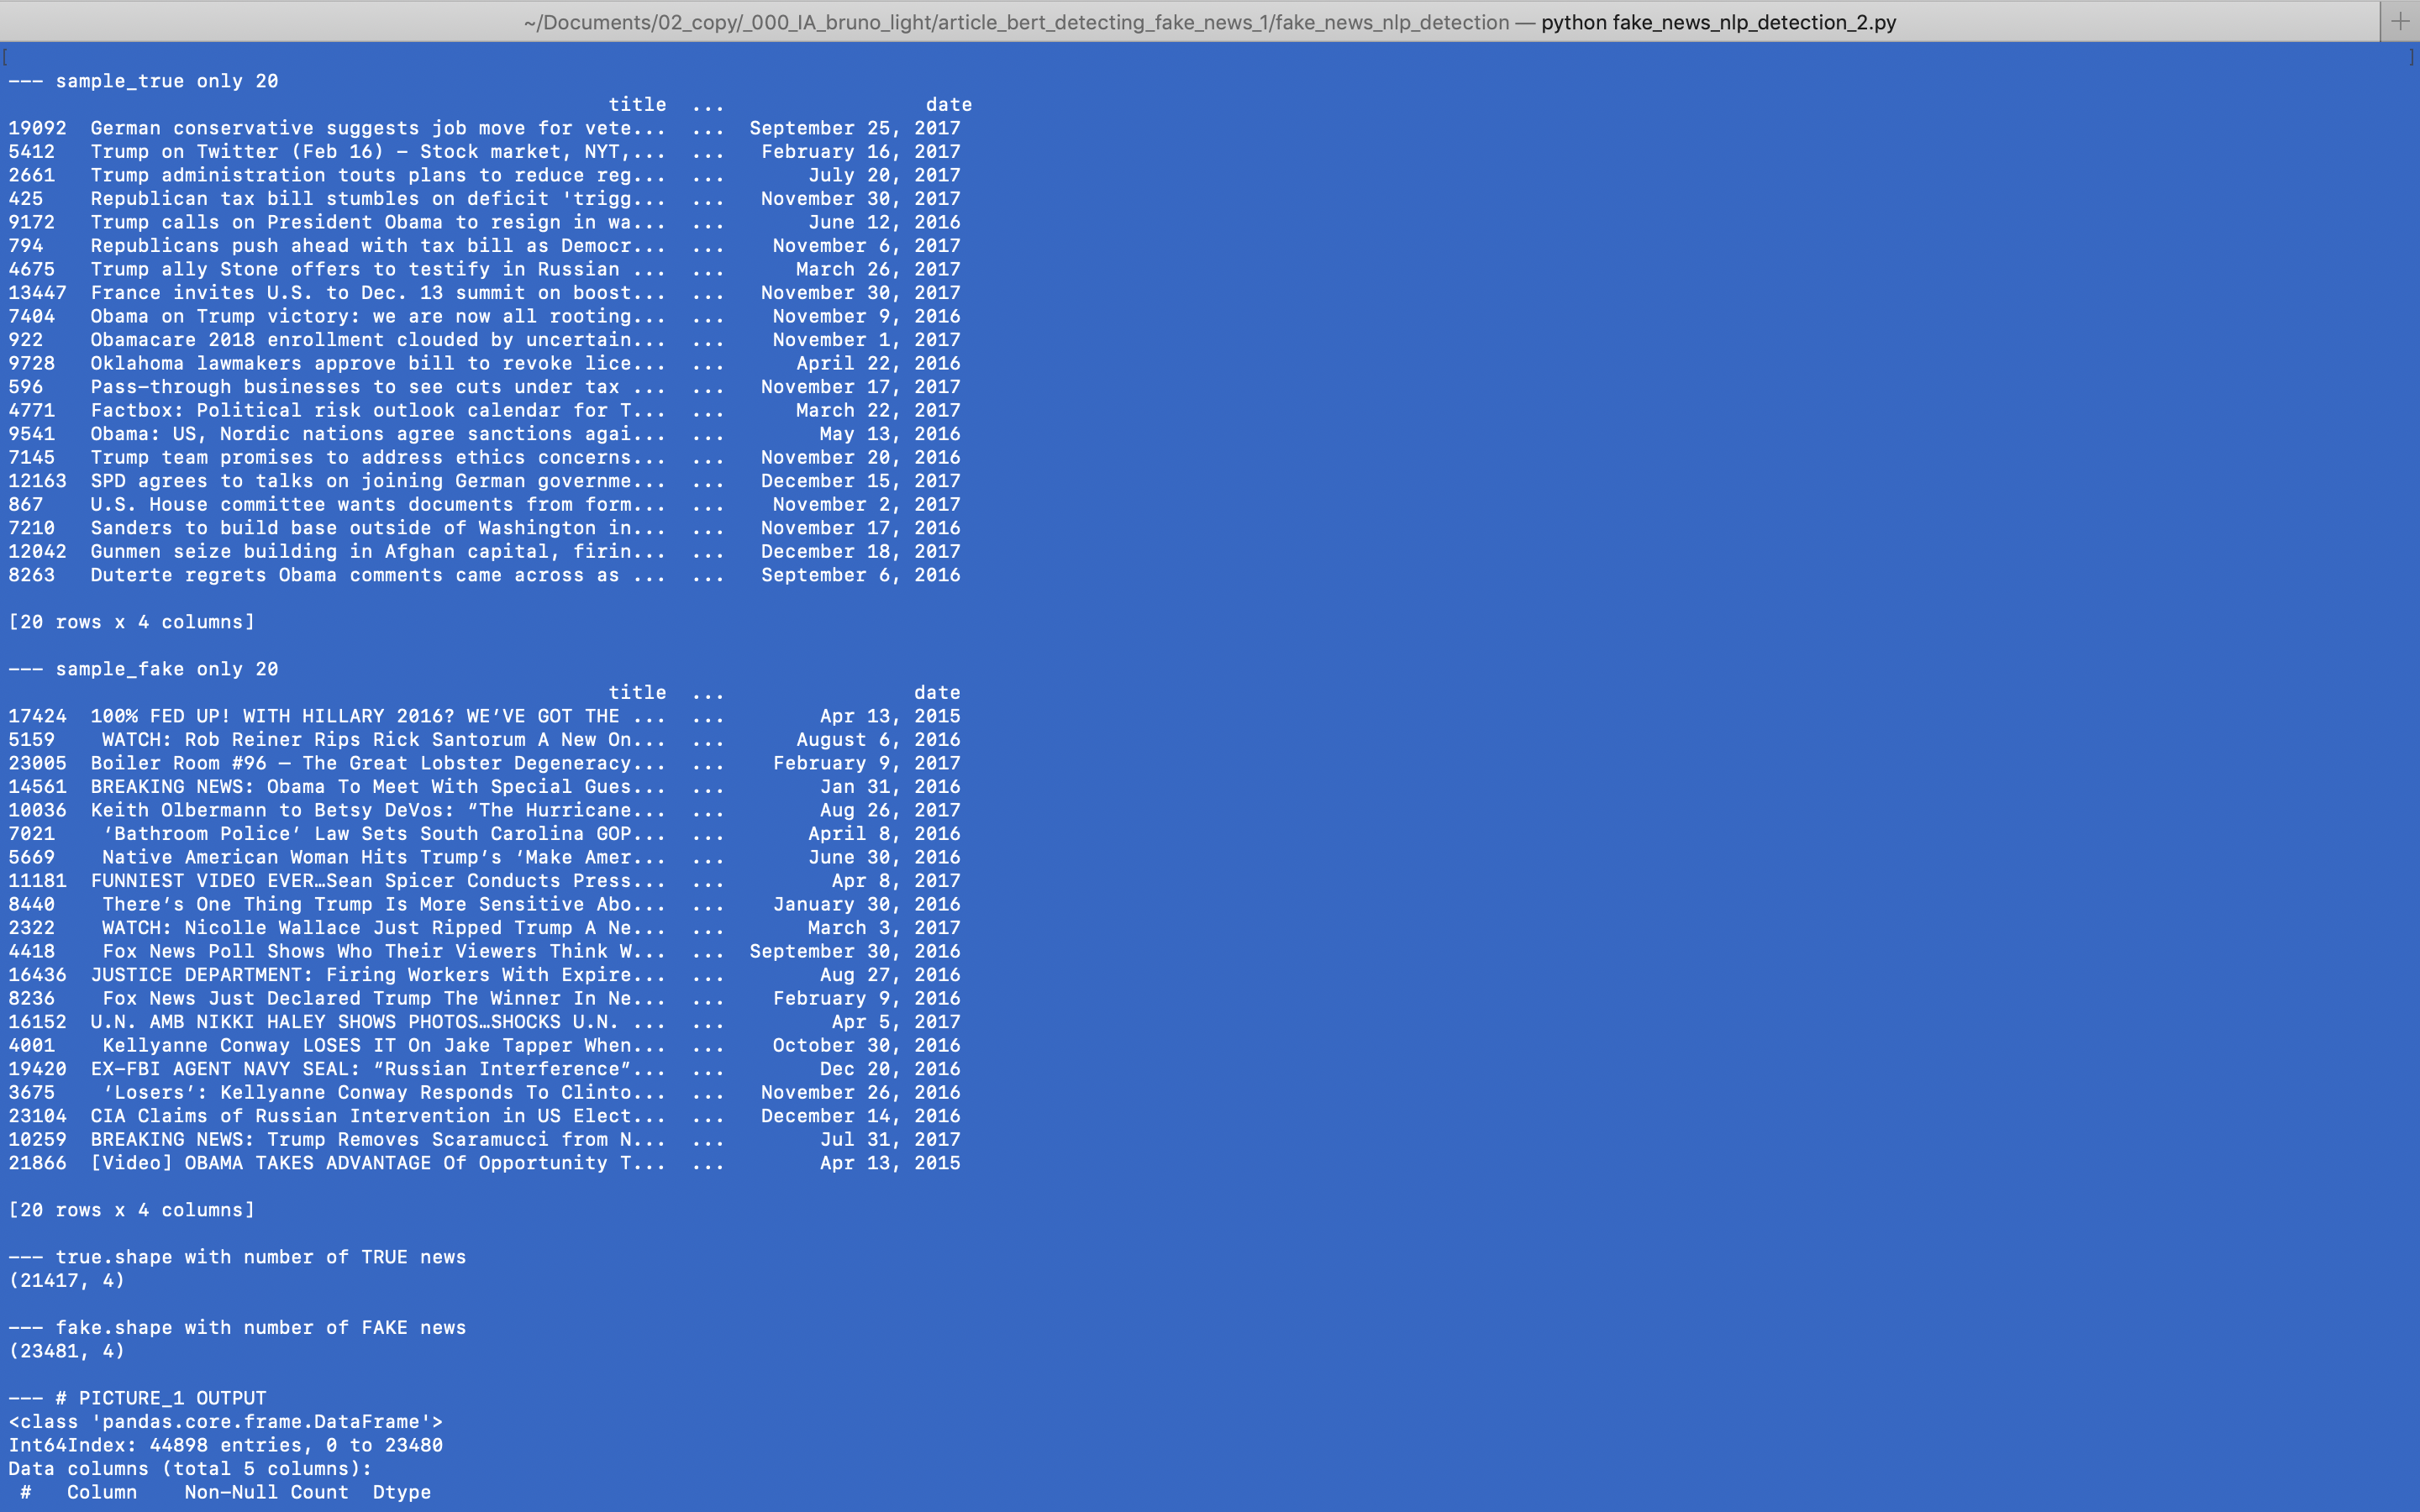 ~/Documents/02_copy/_000_IA_bruno_light/article_bert_detecting_fake_news_1/fake_news_nlp_detection — python fake_news_nlp_detection_2.py
--- sample_true only 20
title ... date
19092 German conservative suggests job move for vete... ... September 25, 2017
5412 Trump on Twitter (Feb 16) - Stock market, NYT,... ... February 16, 2017
2661 Trump administration touts plans to reduce reg... ... July 20, 2017
425 Republican tax bill stumbles on deficit 'trigg... ... November 30, 2017
9172 Trump calls on President Obama to resign in wa... ... June 12, 2016
794 Republicans push ahead with tax bill as Democr... ... November 6, 2017
4675 Trump ally Stone offers to testify in Russian ... ... March 26, 2017
13447 France invites U.S. to Dec. 13 summit on boost... ... November 30, 2017
7404 Obama on Trump victory: we are now all rooting... ... November 9, 2016
922 Obamacare 2018 enrollment clouded by uncertain... ... November 1, 2017
9728 Oklahoma lawmakers approve bill to revoke lice... ... April 22, 2016
596 Pass-through businesses to see cuts under tax ... ... November 17, 2017
4771 Factbox: Political risk outlook calendar for T... ... March 22, 2017
9541 Obama: US, Nordic nations agree sanctions agai... ... May 13, 2016
7145 Trump team promises to address ethics concerns... ... November 20, 2016
12163 SPD agrees to talks on joining German governme... ... December 15, 2017
867 U.S. House committee wants documents from form... ... November 2, 2017
7210 Sanders to build base outside of Washington in... ... November 17, 2016
12042 Gunmen seize building in Afghan capital, firin... ... December 18, 2017
8263 Duterte regrets Obama comments came across as ... ... September 6, 2016
[20 rows x 4 columns]
--- sample_fake only 20
title ... date
17424 100% FED UP! WITH HILLARY 2016? WE’VE GOT THE ... ... Apr 13, 2015
5159 WATCH: Rob Reiner Rips Rick Santorum A New On... ... August 6, 2016
23005 Boiler Room #96 – The Great Lobster Degeneracy... ... February 9, 2017
14561 BREAKING NEWS: Obama To Meet With Special Gues... ... Jan 31, 2016
10036 Keith Olbermann to Betsy DeVos: “The Hurricane... ... Aug 26, 2017
7021 ‘Bathroom Police’ Law Sets South Carolina GOP... ... April 8, 2016
5669 Native American Woman Hits Trump’s ‘Make Amer... ... June 30, 2016
11181 FUNNIEST VIDEO EVER…Sean Spicer Conducts Press... ... Apr 8, 2017
8440 There’s One Thing Trump Is More Sensitive Abo... ... January 30, 2016
2322 WATCH: Nicolle Wallace Just Ripped Trump A Ne... ... March 3, 2017
4418 Fox News Poll Shows Who Their Viewers Think W... ... September 30, 2016
16436 JUSTICE DEPARTMENT: Firing Workers With Expire... ... Aug 27, 2016
8236 Fox News Just Declared Trump The Winner In Ne... ... February 9, 2016
16152 U.N. AMB NIKKI HALEY SHOWS PHOTOS…SHOCKS U.N. ... ... Apr 5, 2017
4001 Kellyanne Conway LOSES IT On Jake Tapper When... ... October 30, 2016
19420 EX-FBI AGENT NAVY SEAL: “Russian Interference”... ... Dec 20, 2016
3675 ‘Losers’: Kellyanne Conway Responds To Clinto... ... November 26, 2016
23104 CIA Claims of Russian Intervention in US Elect... ... December 14, 2016
10259 BREAKING NEWS: Trump Removes Scaramucci from N... ... Jul 31, 2017
21866 [Video] OBAMA TAKES ADVANTAGE Of Opportunity T... ... Apr 13, 2015
[20 rows x 4 columns]
--- true.shape with number of TRUE news
(21417, 4)
--- fake.shape with number of FAKE news
(23481, 4)
--- # PICTURE_1 OUTPUT
<class 'pandas.core.frame.DataFrame'>
Int64Index: 44898 entries, 0 to 23480
Data columns (total 5 columns):
# Column Non-Null Count Dtype